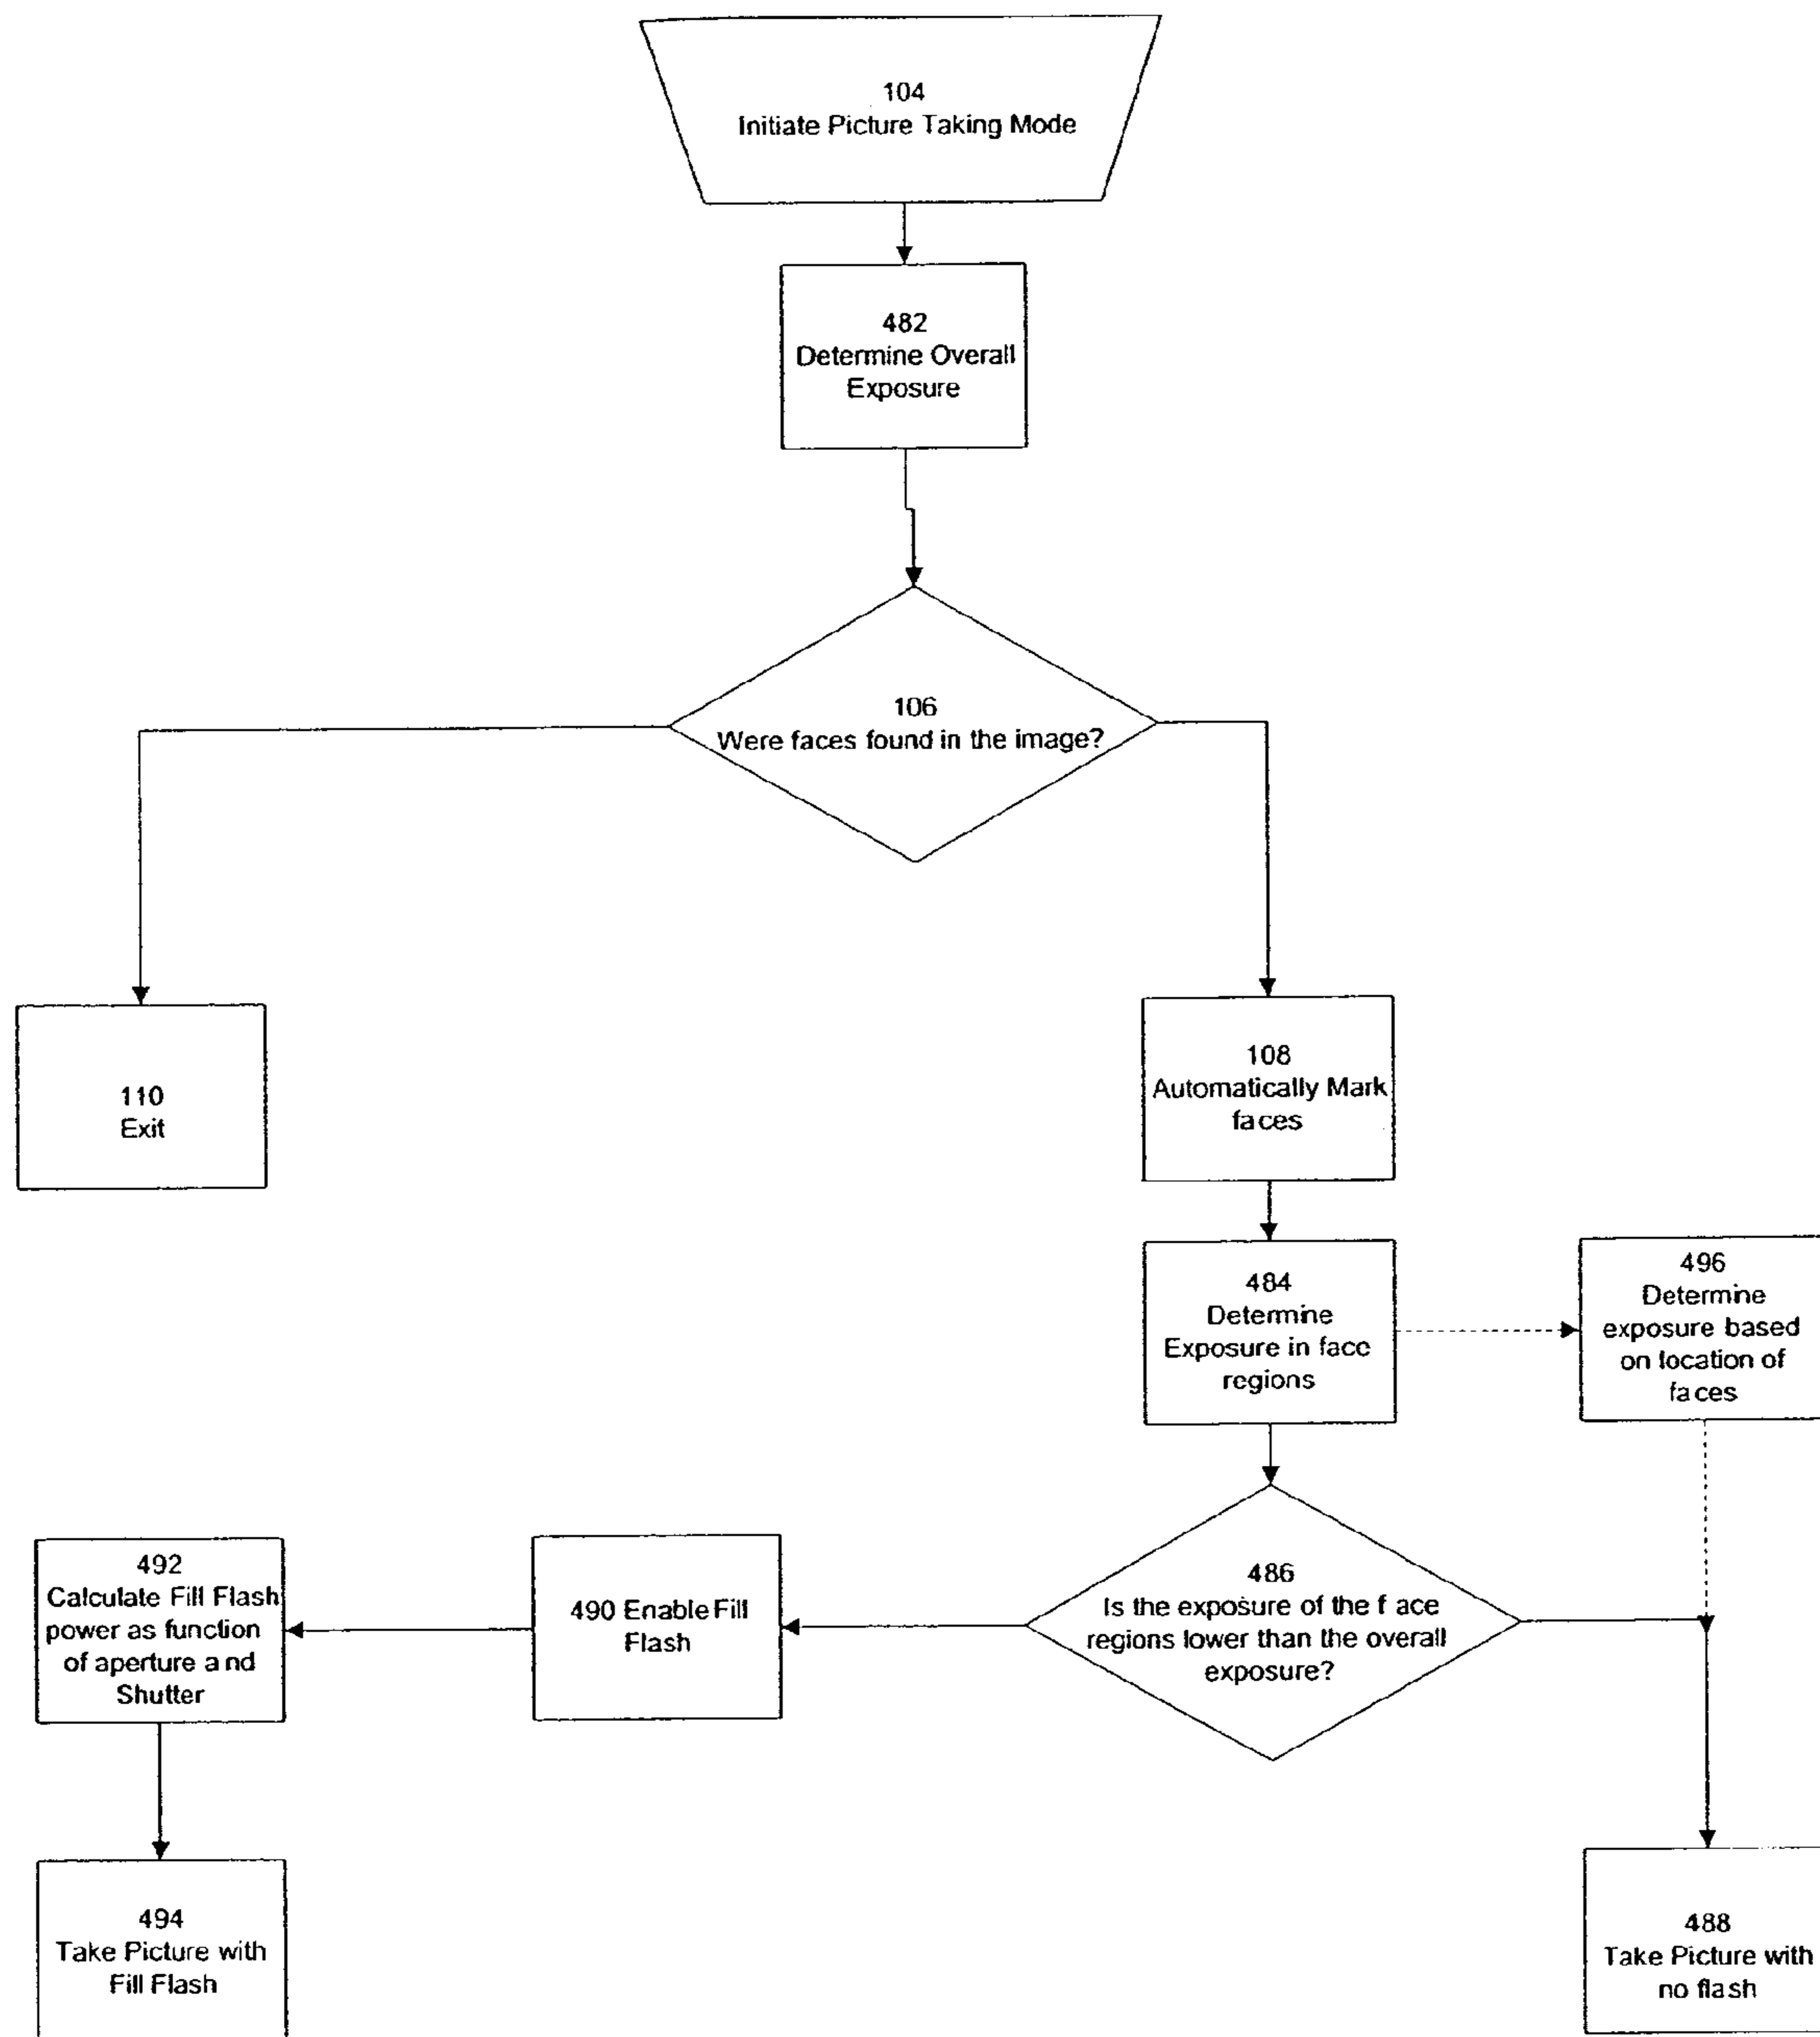 104
Initiate Picture Taking Mode
482
Determine Overall
Exposure
106
Were faces found in the image?
110
Exit
108
Automatically Mark
faces
484
Determine
Exposure in face
regions
496
Determine
exposure based
on location of
faces
486
Is the exposure of the face
regions lower than the overall
exposure?
490 Enable Fill
Flash
492
Calculate Fill Flash
power as function
of aperture and
Shutter
494
Take Picture with
Fill Flash
488
Take Picture with
no flash